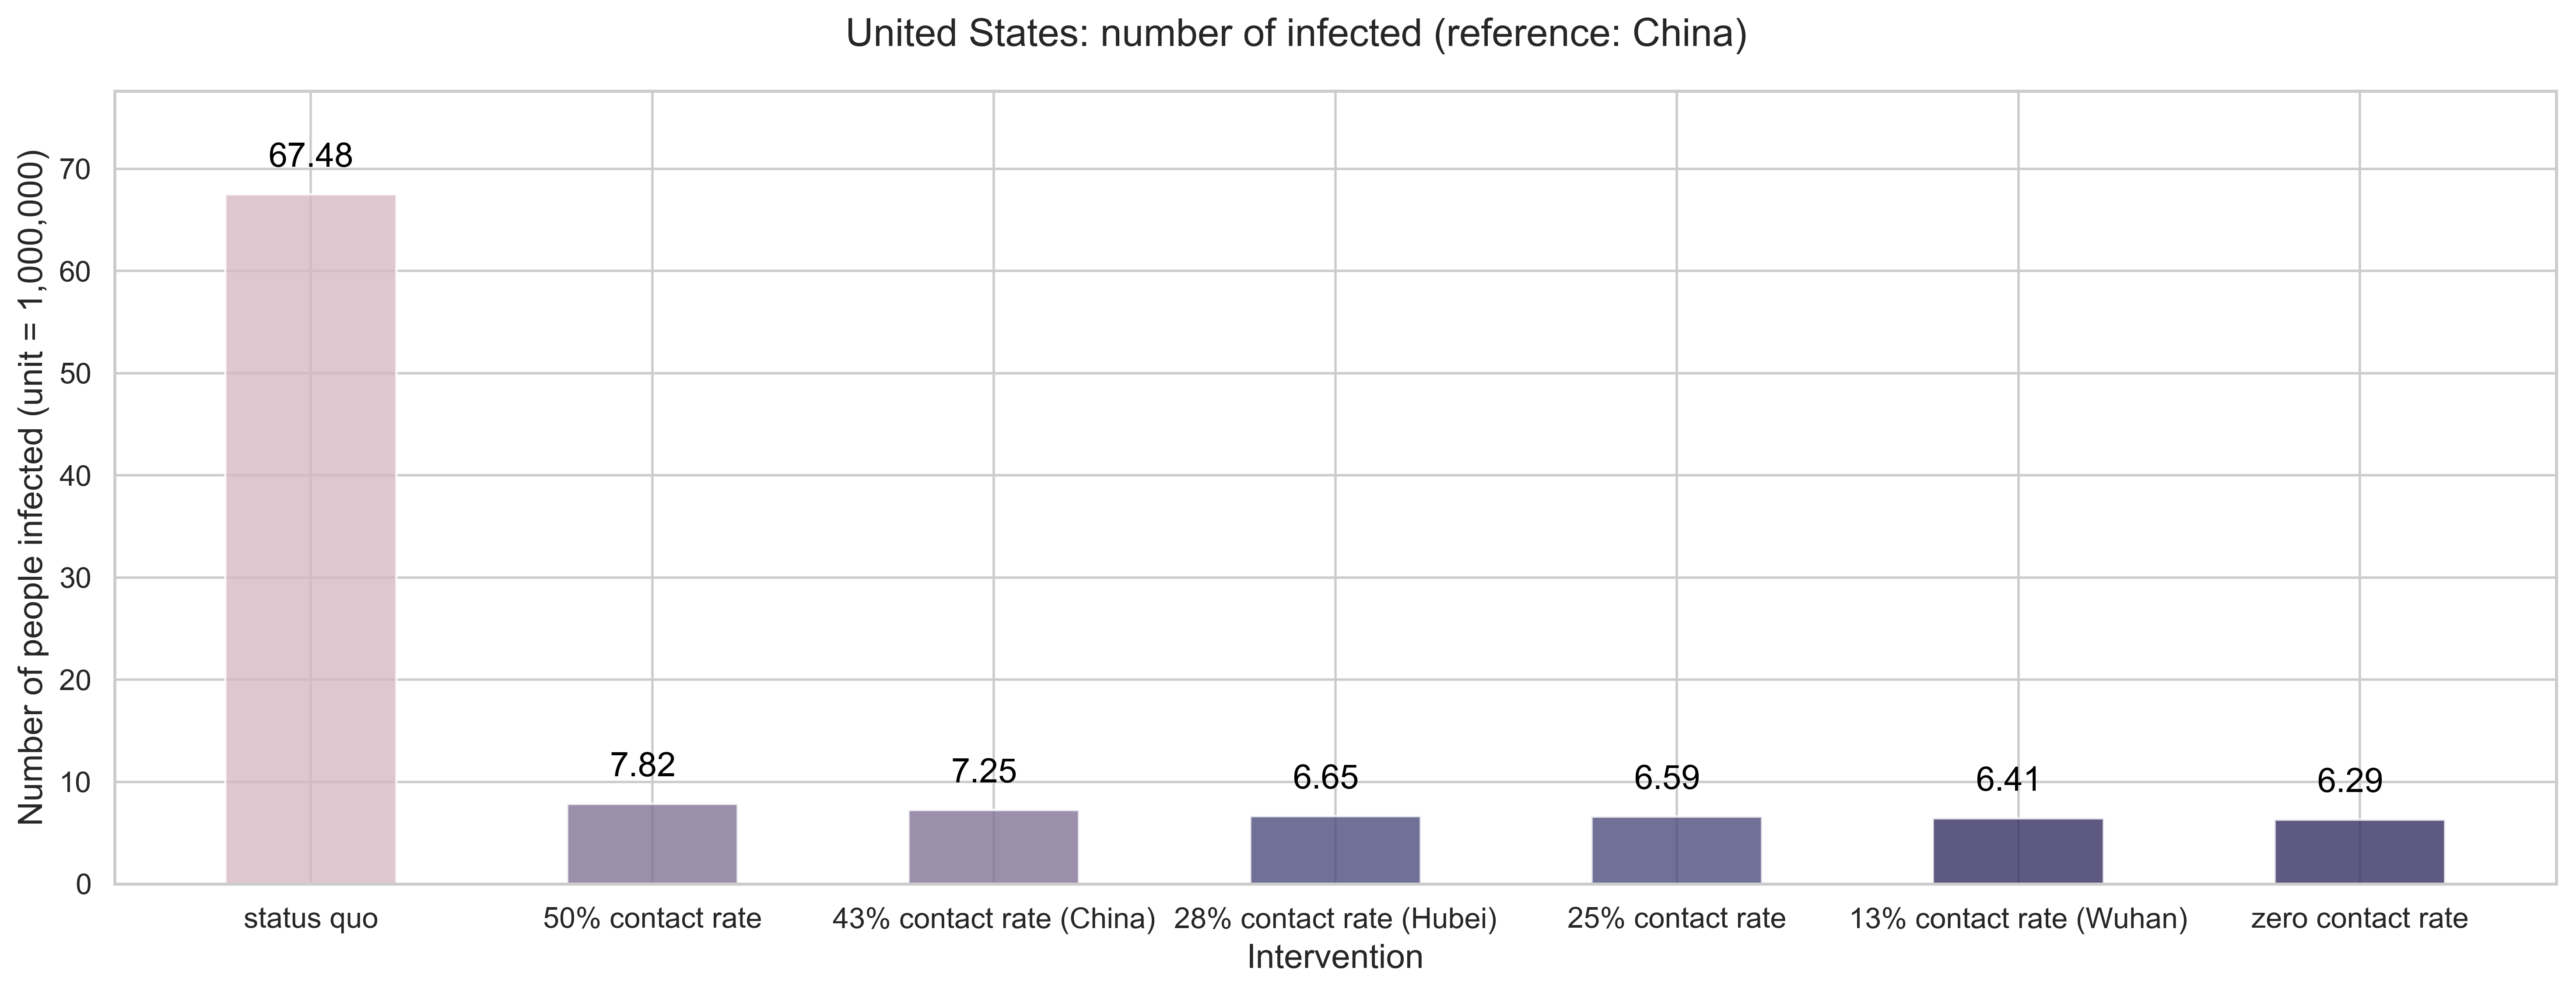 United States: number of infected (reference: China)
Number of people infected (unit = 1,000,000)
70
60
50
40
30
20
10
0
67.48
7.82
7.25
6.65
6.59
6.41
6.29
status quo
50% contact rate
43% contact rate (China)
28% contact rate (Hubei)
25% contact rate
13% contact rate (Wuhan)
zero contact rate
Intervention